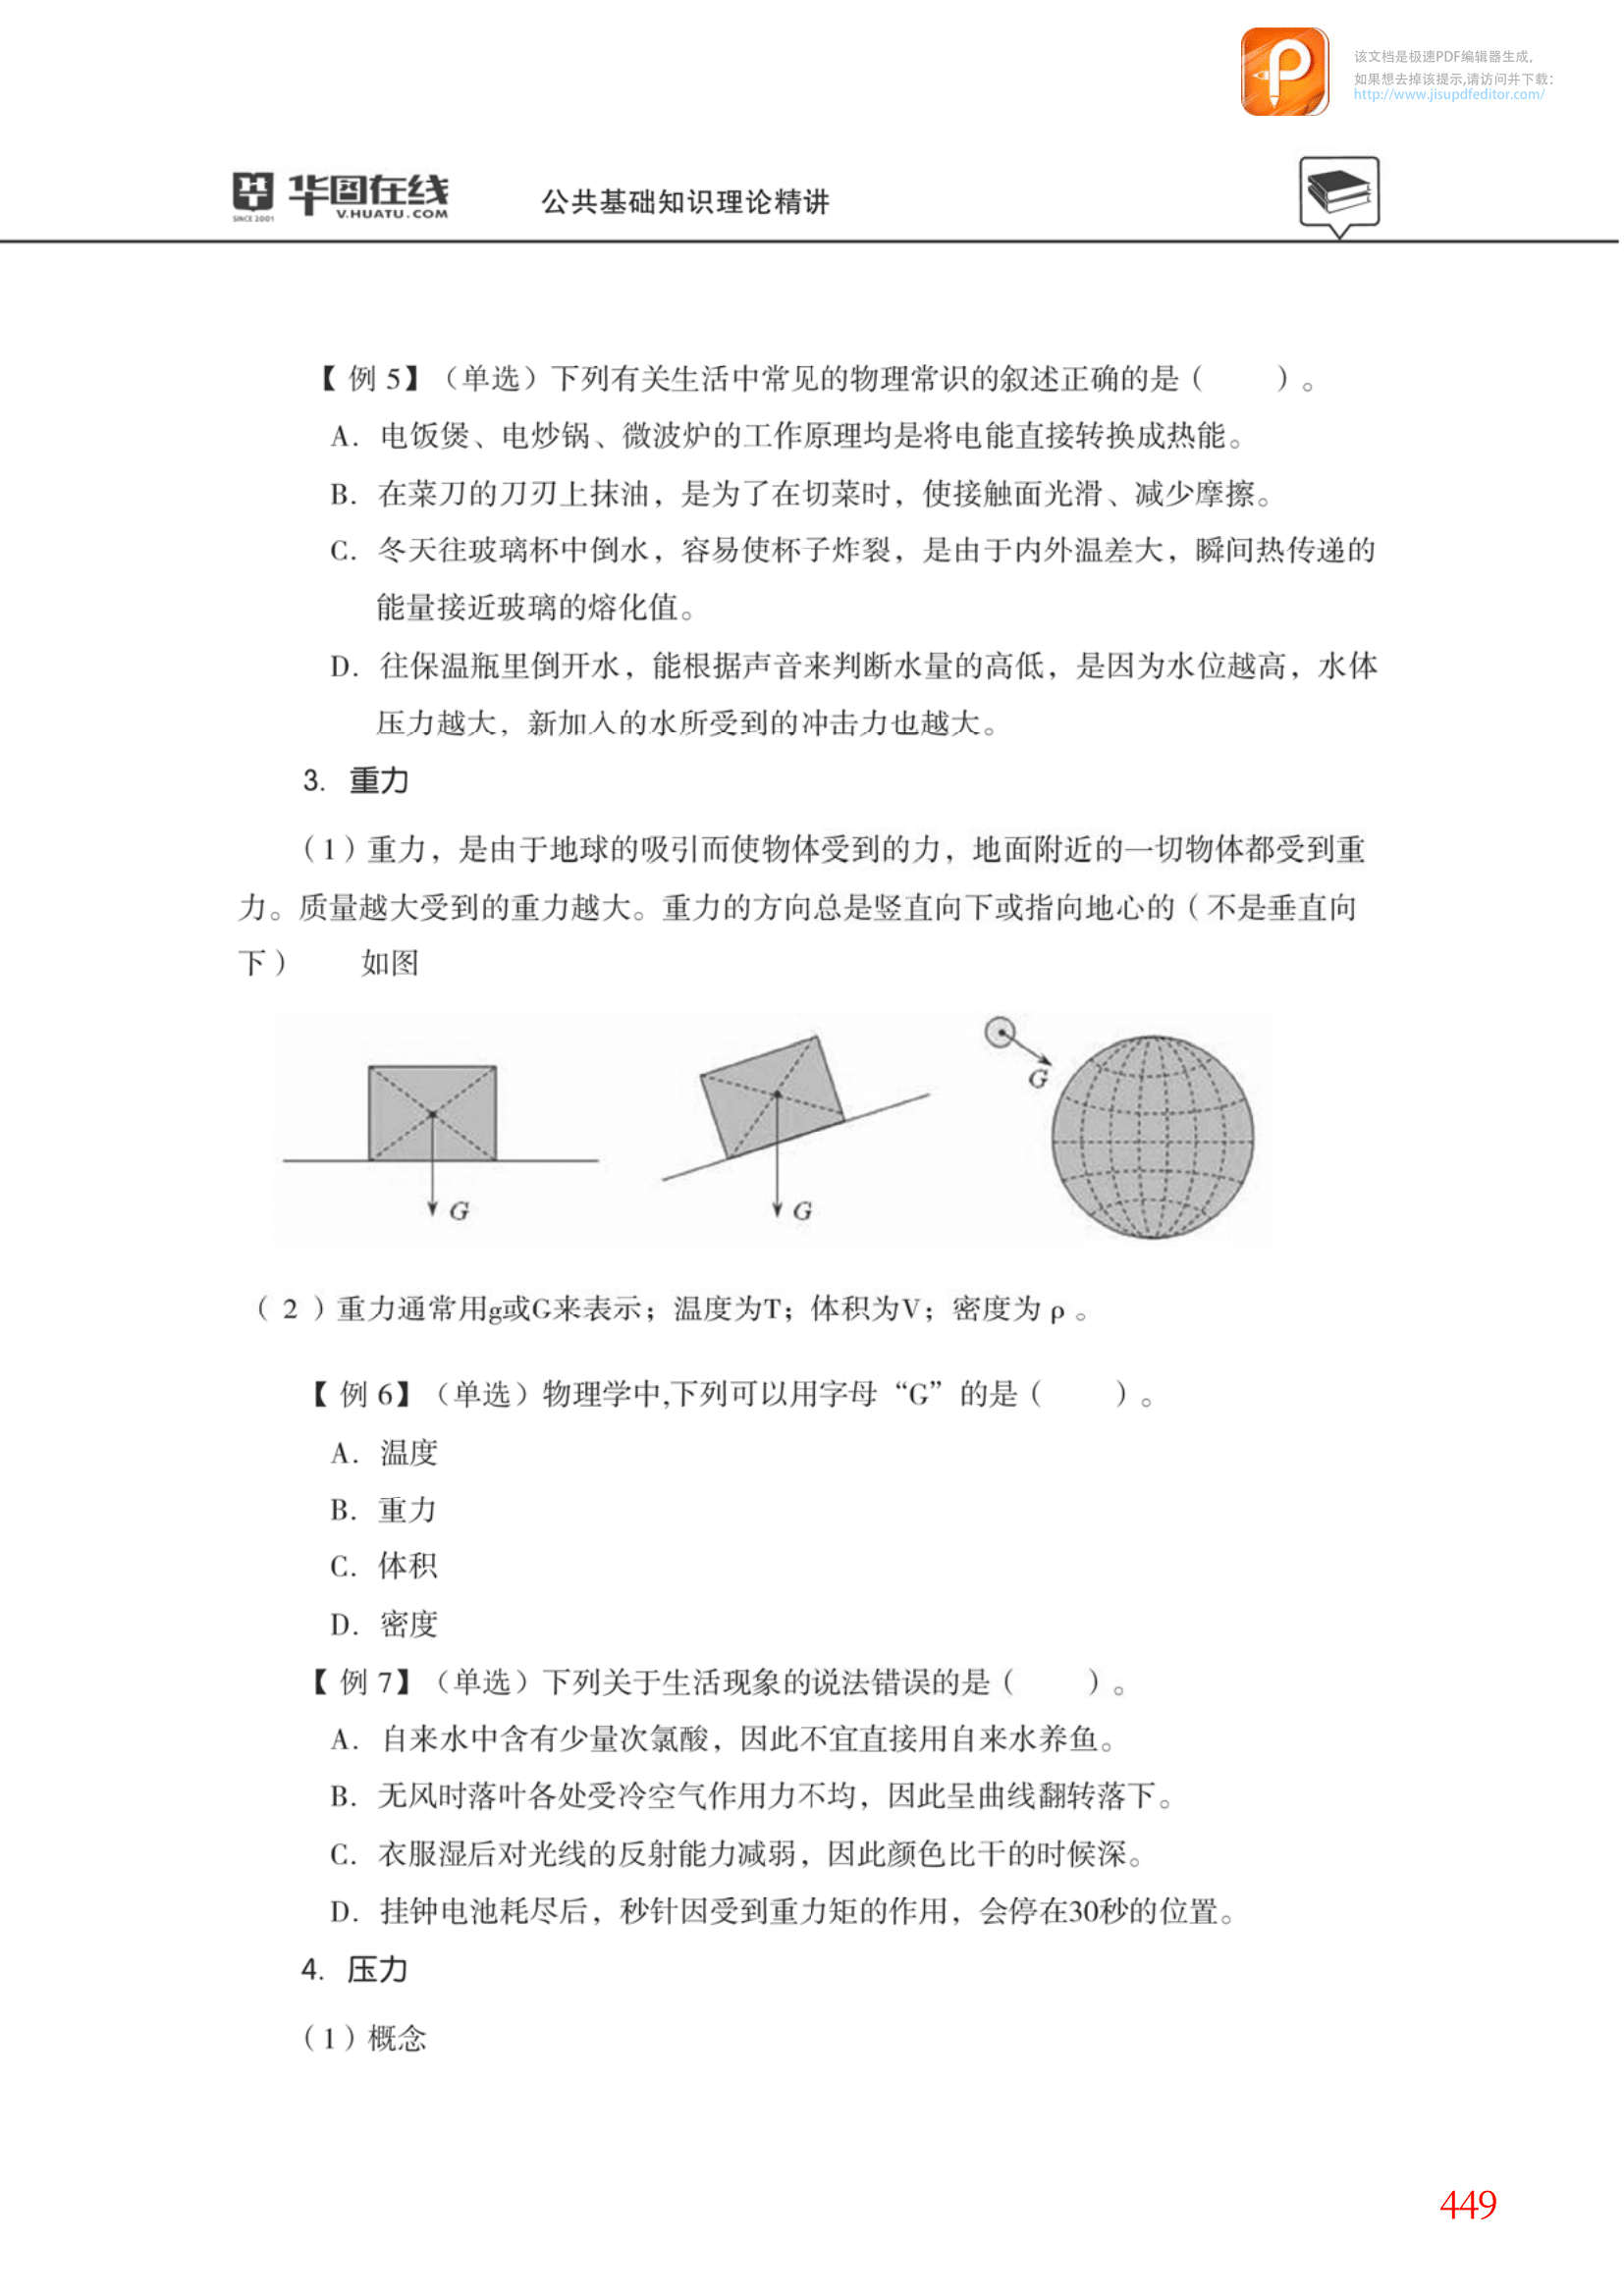 该文档是极速PDF编辑器生成,
如果想去掉该提示,请访问并下载：
http://www.jisupdfeditor.com/
华图在线
SINCE 2001
V.HUATU.COM
公共基础知识理论精讲
【例 5】（单选）下列有关生活中常见的物理常识的叙述正确的是（　　）。
A. 电饭煲、电炒锅、微波炉的工作原理均是将电能直接转换成热能。
B. 在菜刀的刀刃上抹油，是为了在切菜时，使接触面光滑、减少摩擦。
C. 冬天往玻璃杯中倒水，容易使杯子炸裂，是由于内外温差大，瞬间热传递的
能量接近玻璃的熔化值。
D. 往保温瓶里倒开水，能根据声音来判断水量的高低，是因为水位越高，水体
压力越大，新加入的水所受到的冲击力也越大。
3. 重力
（1）重力，是由于地球的吸引而使物体受到的力，地面附近的一切物体都受到重
力。质量越大受到的重力越大。重力的方向总是竖直向下或指向地心的（不是垂直向
下）　　如图
G
G
G
（2）重力通常用g或G来表示；温度为T；体积为V；密度为 ρ 。
【例 6】（单选）物理学中,下列可以用字母“G”的是（　　）。
A. 温度
B. 重力
C. 体积
D. 密度
【例 7】（单选）下列关于生活现象的说法错误的是（　　）。
A. 自来水中含有少量次氯酸，因此不宜直接用自来水养鱼。
B. 无风时落叶各处受冷空气作用力不均，因此呈曲线翻转落下。
C. 衣服湿后对光线的反射能力减弱，因此颜色比干的时候深。
D. 挂钟电池耗尽后，秒针因受到重力矩的作用，会停在30秒的位置。
4. 压力
（1）概念
449